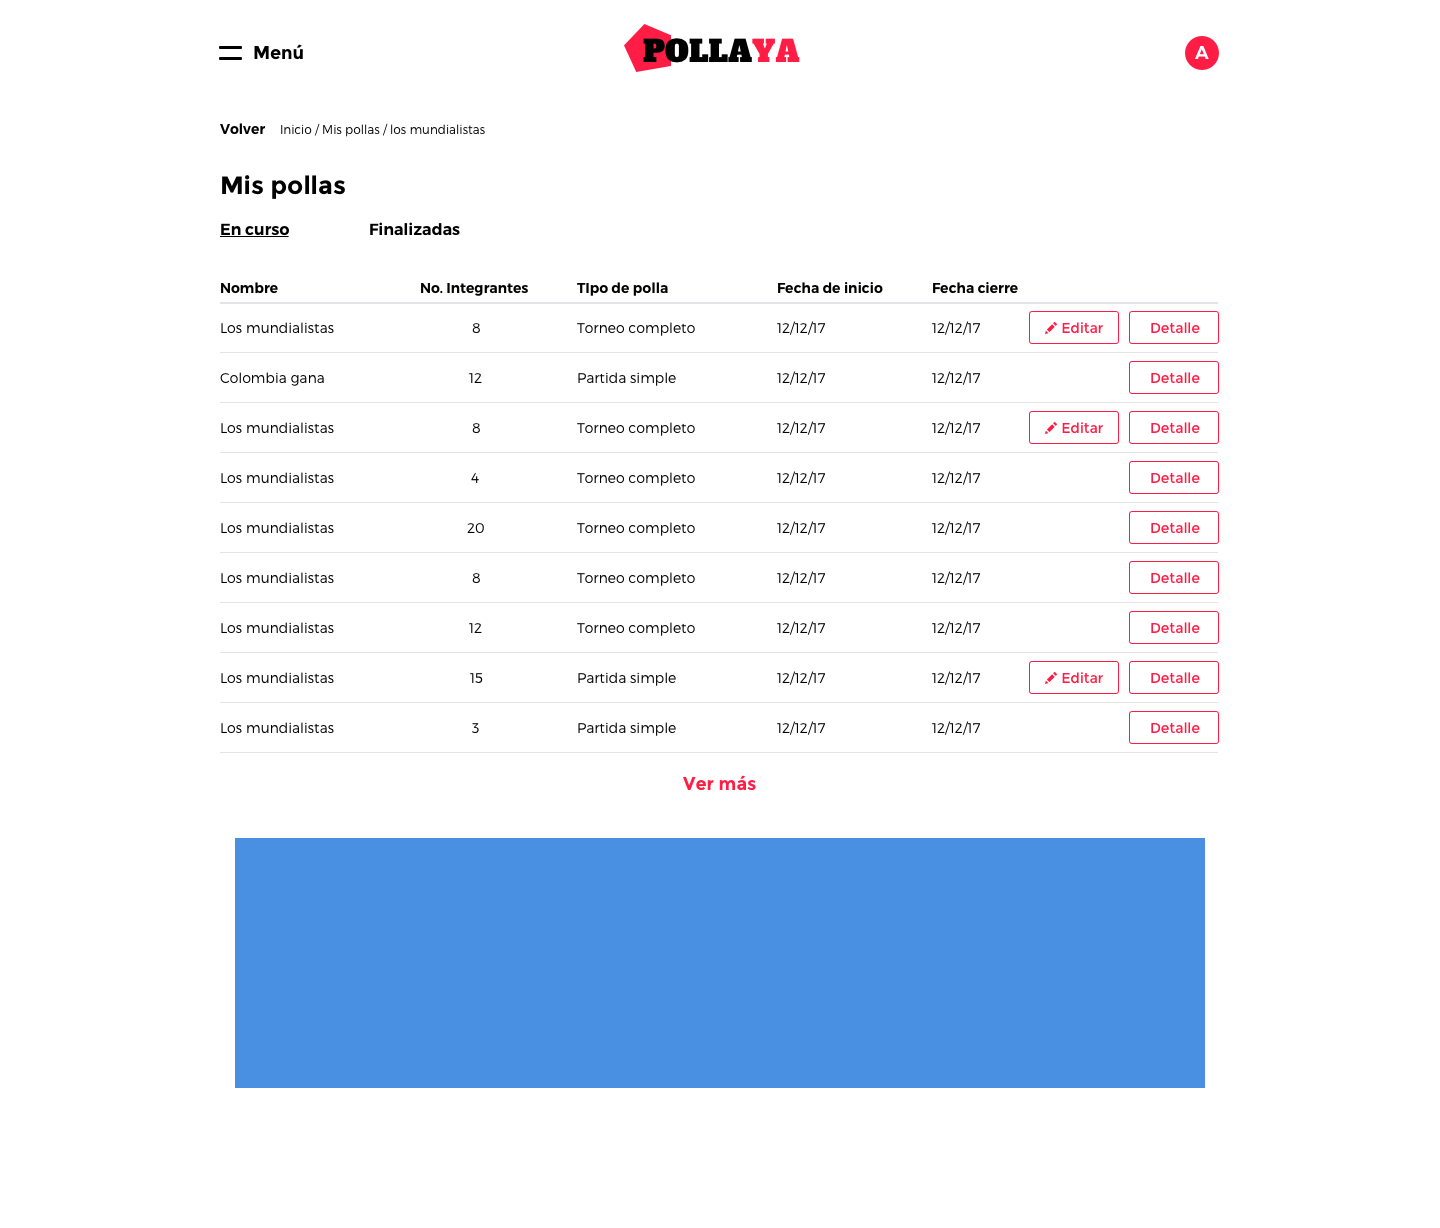 Menú
POLLAYA
A
Volver Inicio / Mis pollas / los mundialistas
Mis pollas
En curso Finalizadas
Nombre No. Integrantes TIpo de polla Fecha de inicio Fecha cierre
Los mundialistas 8 Torneo completo 12/12/17 12/12/17 Editar Detalle
Colombia gana 12 Partida simple 12/12/17 12/12/17 Detalle
Los mundialistas 8 Torneo completo 12/12/17 12/12/17 Editar Detalle
Los mundialistas 4 Torneo completo 12/12/17 12/12/17 Detalle
Los mundialistas 20 Torneo completo 12/12/17 12/12/17 Detalle
Los mundialistas 8 Torneo completo 12/12/17 12/12/17 Detalle
Los mundialistas 12 Torneo completo 12/12/17 12/12/17 Detalle
Los mundialistas 15 Partida simple 12/12/17 12/12/17 Editar Detalle
Los mundialistas 3 Partida simple 12/12/17 12/12/17 Detalle
Ver más